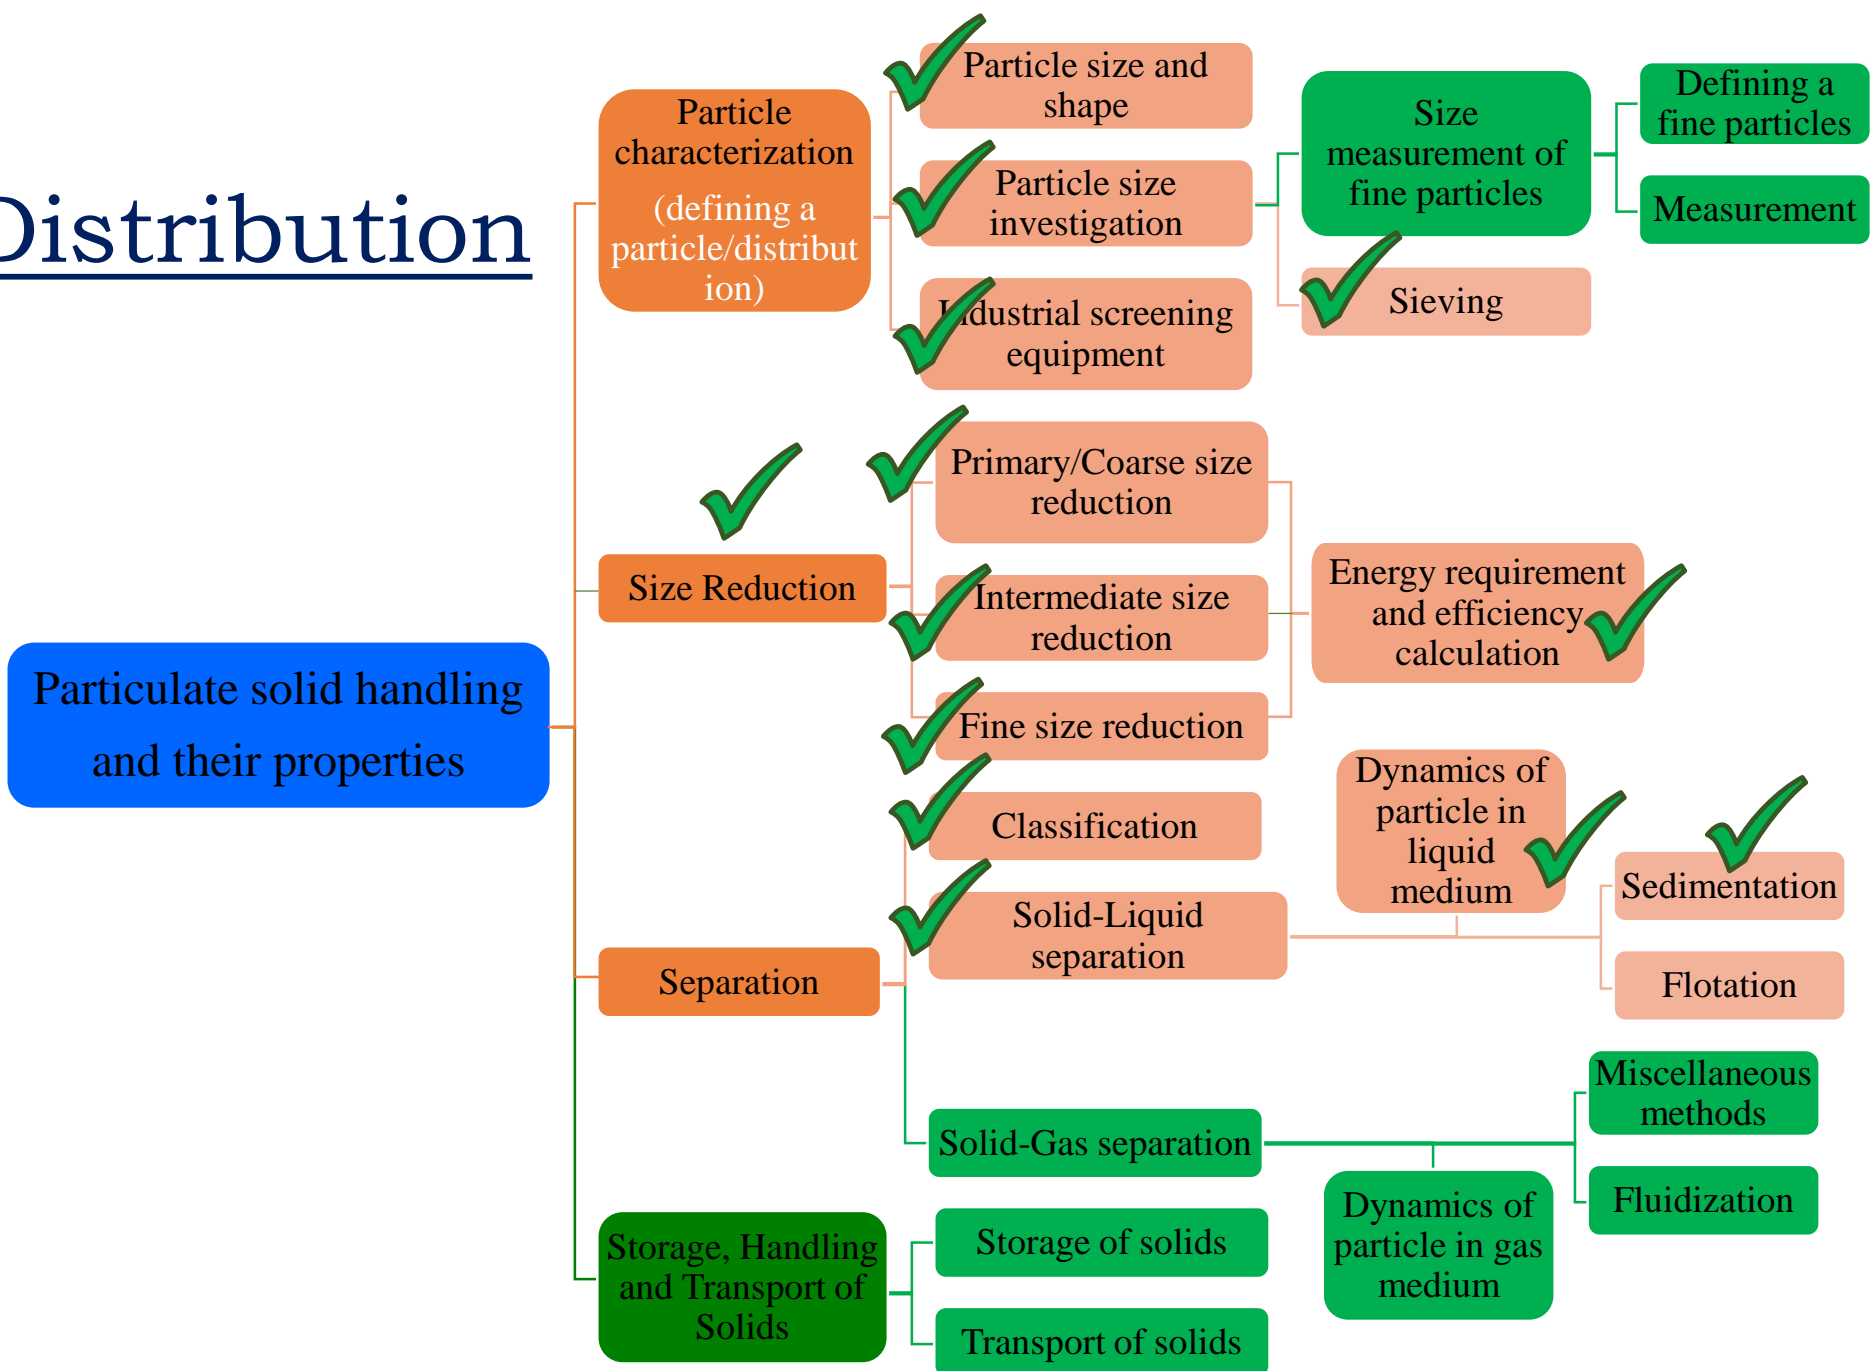 Distribution
Particulate solid handling
and their properties
Particle
characterization
(defining a
particle/distribut
ion)
Particle size and
shape
Particle size
investigation
Industrial screening
equipment
Size
measurement of
fine particles
Defining a
fine particles
Measurement
Sieving
Size Reduction
Primary/Coarse size
reduction
Intermediate size
reduction
Fine size reduction
Energy requirement
and efficiency
calculation
Separation
Classification
Solid-Liquid
separation
Dynamics of
particle in
liquid
medium
Sedimentation
Flotation
Solid-Gas separation
Dynamics of
particle in gas
medium
Miscellaneous
methods
Fluidization
Storage, Handling
and Transport of
Solids
Storage of solids
Transport of solids